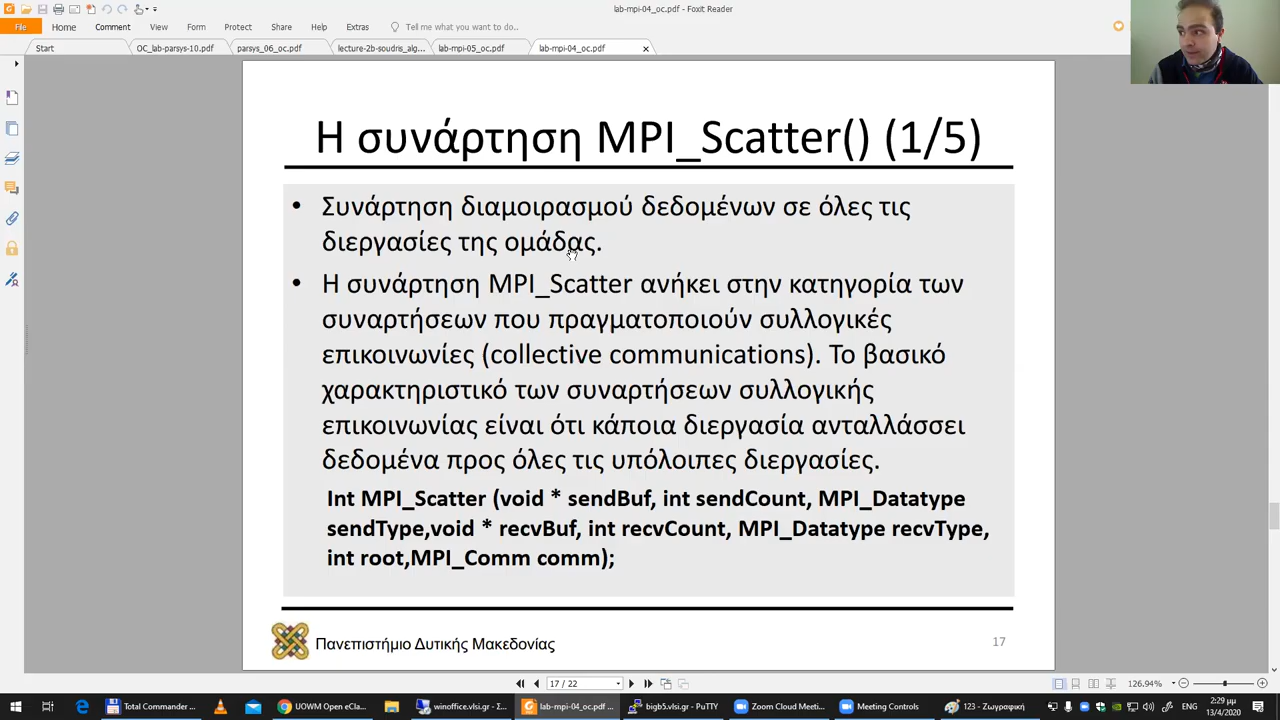 lab-mpi-04_oc.pdf - Foxit Reader
File Home Comment View Form Protect Share Help Extras Tell me what you want to do...
Start OC_lab-parsys-10.pdf parsys_06_oc.pdf lecture-2b-soudris_alg... lab-mpi-05_oc.pdf lab-mpi-04_oc.pdf
Η συνάρτηση MPI_Scatter() (1/5)
• Συνάρτηση διαμοιρασμού δεδομένων σε όλες τις
διεργασίες της ομάδας.
• Η συνάρτηση MPI_Scatter ανήκει στην κατηγορία των
συναρτήσεων που πραγματοποιούν συλλογικές
επικοινωνίες (collective communications). Το βασικό
χαρακτηριστικό των συναρτήσεων συλλογικής
επικοινωνίας είναι ότι κάποια διεργασία ανταλλάσσει
δεδομένα προς όλες τις υπόλοιπες διεργασίες.
Int MPI_Scatter (void * sendBuf, int sendCount, MPI_Datatype
sendType,void * recvBuf, int recvCount, MPI_Datatype recvType,
int root,MPI_Comm comm);
Πανεπιστήμιο Δυτικής Μακεδονίας
17
17 / 22
126.94%
Total Commander ... UOWM Open eCla... winoffice.vlsi.gr - Σ... lab-mpi-04_oc.pdf ... bigb5.vlsi.gr - PuTTY Zoom Cloud Meeti... Meeting Controls 123 - Ζωγραφική
ENG
2:29 μμ
13/4/2020